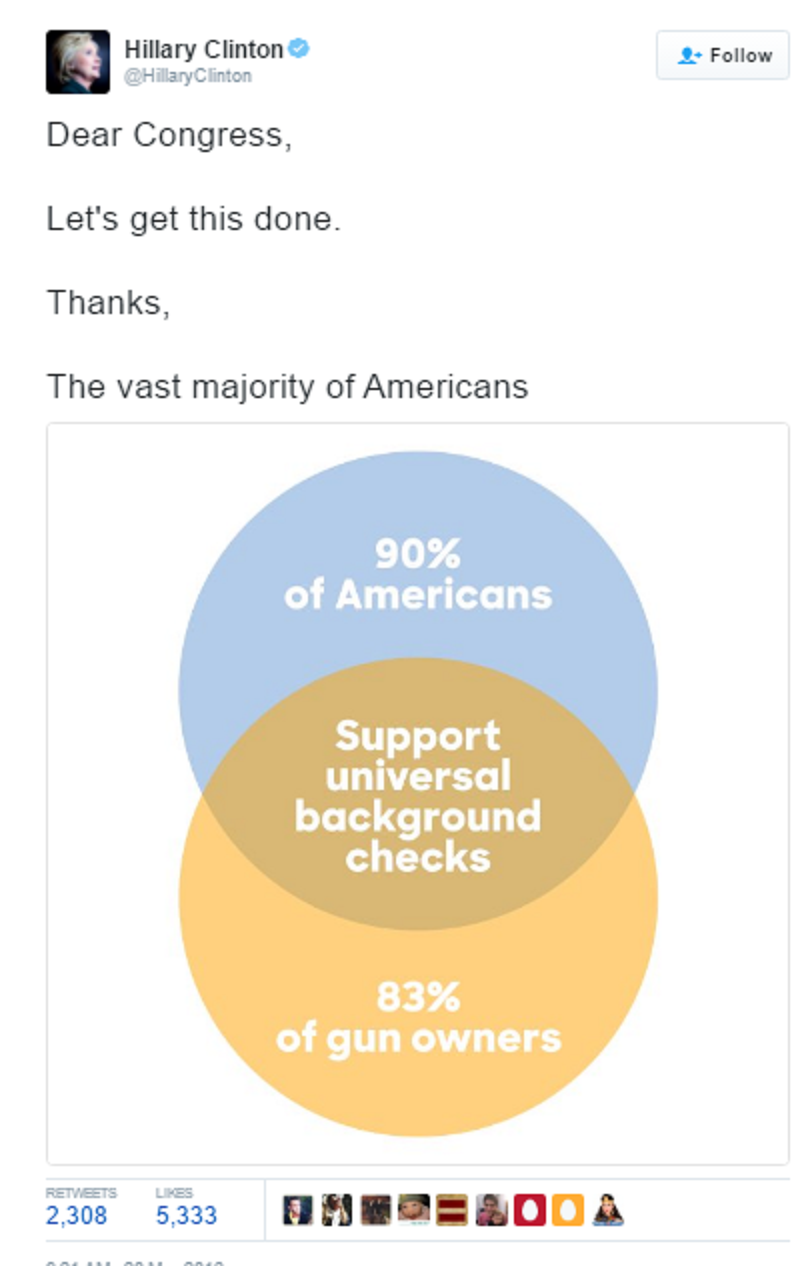 Hillary Clinton
@HillaryClinton
Follow
Dear Congress,
Let's get this done.
Thanks,
The vast majority of Americans
90%
of Americans
Support
universal
background
checks
83%
of gun owners
RETWEETS
2,308
LIKES
5,333